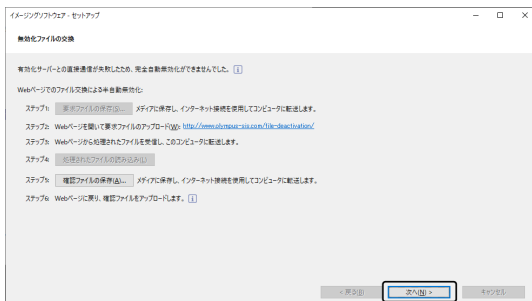 イメージングソフトウェア - セットアップ
無効化ファイルの交換
有効化サーバーとの直接通信が失敗したため、完全自動無効化ができませんでした。 i
Webページでのファイル交換による半自動無効化:
ステップ1: 要求ファイルの保存(S)... メディアに保存し、インターネット接続を使用してコンピュータに転送します。
ステップ2: Webページを開いて要求ファイルのアップロード(W): http://www.olympus-sis.com/file-deactivation/
ステップ3: Webページから処理されたファイルを受信し、このコンピュータに転送します。
ステップ4: 処理されたファイルの読み込み(L)
ステップ5: 確認ファイルの保存(A)... メディアに保存し、インターネット接続を使用してコンピュータに転送します。
ステップ6: Webページに戻り、確認ファイルをアップロードします。 i
< 戻る(B) 次へ(N) > キャンセル